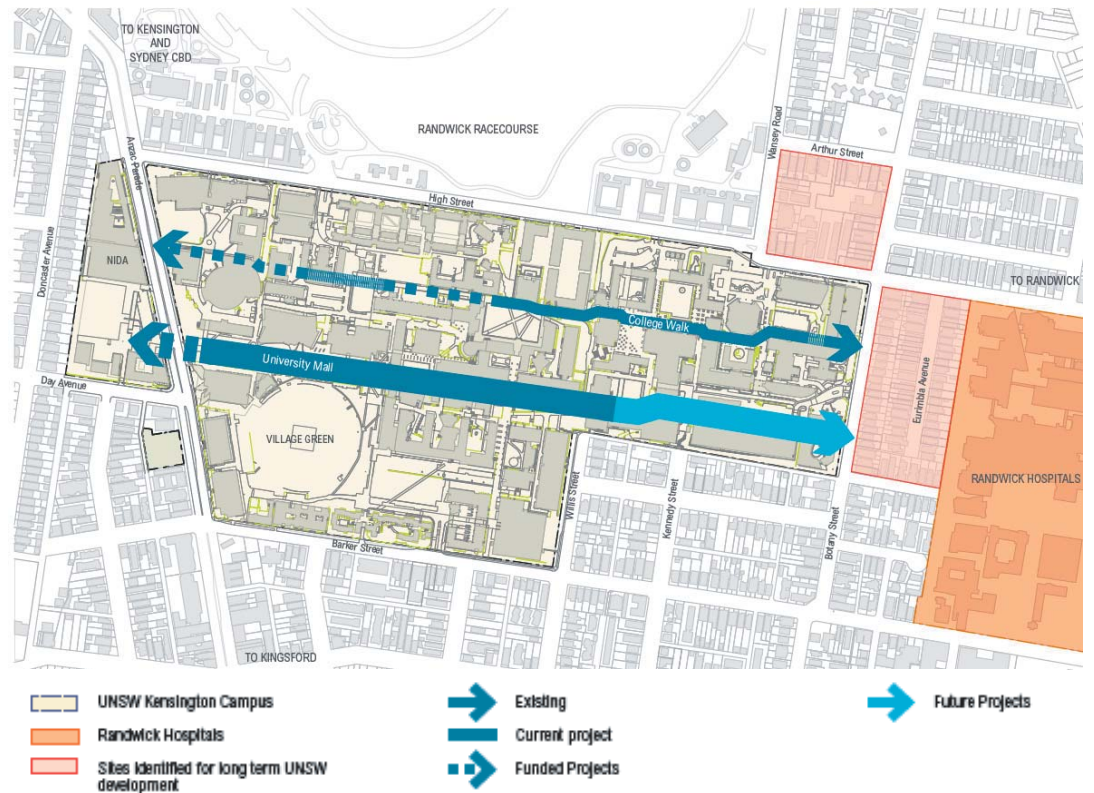 TO KENSINGTON
AND
SYDNEY CBD
RANDWICK RACECOURSE
Wansey Road
Arthur Street
Anzac Parade
High Street
Doncaster Avenue
NIDA
TO RANDWICK
College Walk
University Mall
Eurimbla Avenue
Day Avenue
VILLAGE GREEN
RANDWICK HOSPITALS
Willis Street
Kennedy Street
Botany Street
Barker Street
TO KINGSFORD
UNSW Kensington Campus
Existing
Future Projects
Randwick Hospitals
Current project
Sites identified for long term UNSW
development
Funded Projects